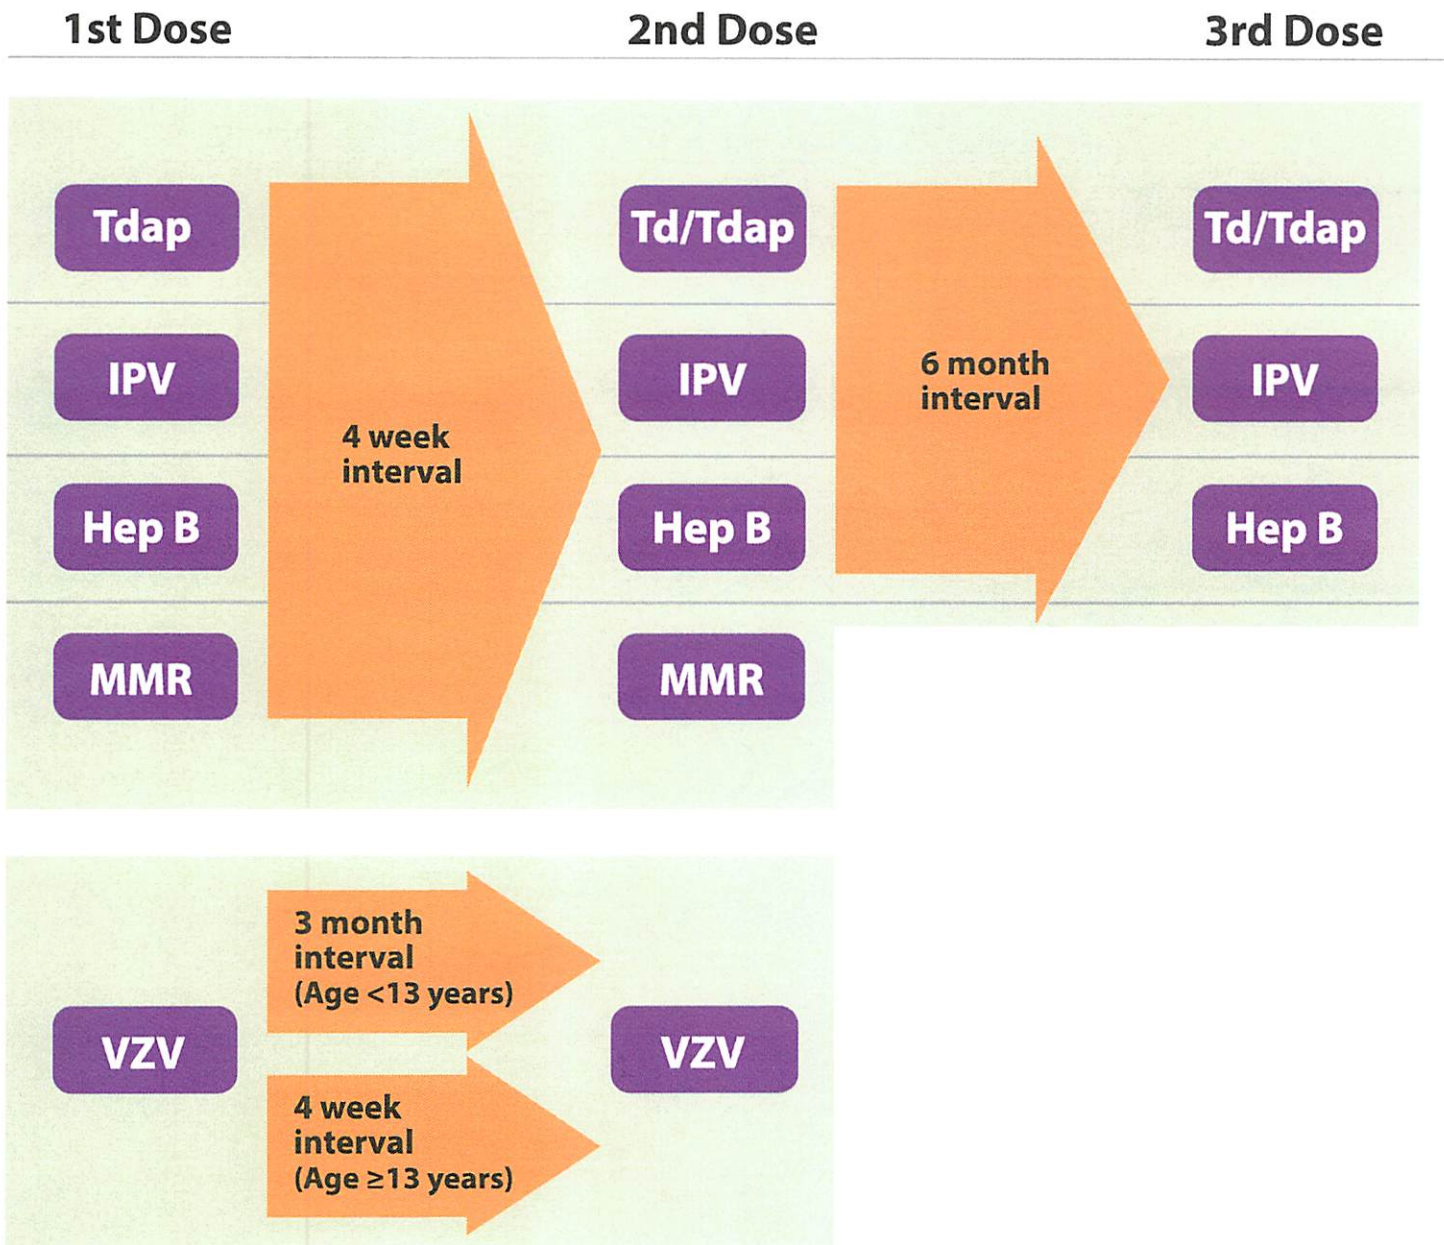 1st Dose 2nd Dose 3rd Dose
Tdap Td/Tdap Td/Tdap
IPV IPV IPV
4 week
interval
6 month
interval
Hep B Hep B Hep B
MMR MMR
3 month
interval
(Age <13 years)
VZV VZV
4 week
interval
(Age ≥13 years)